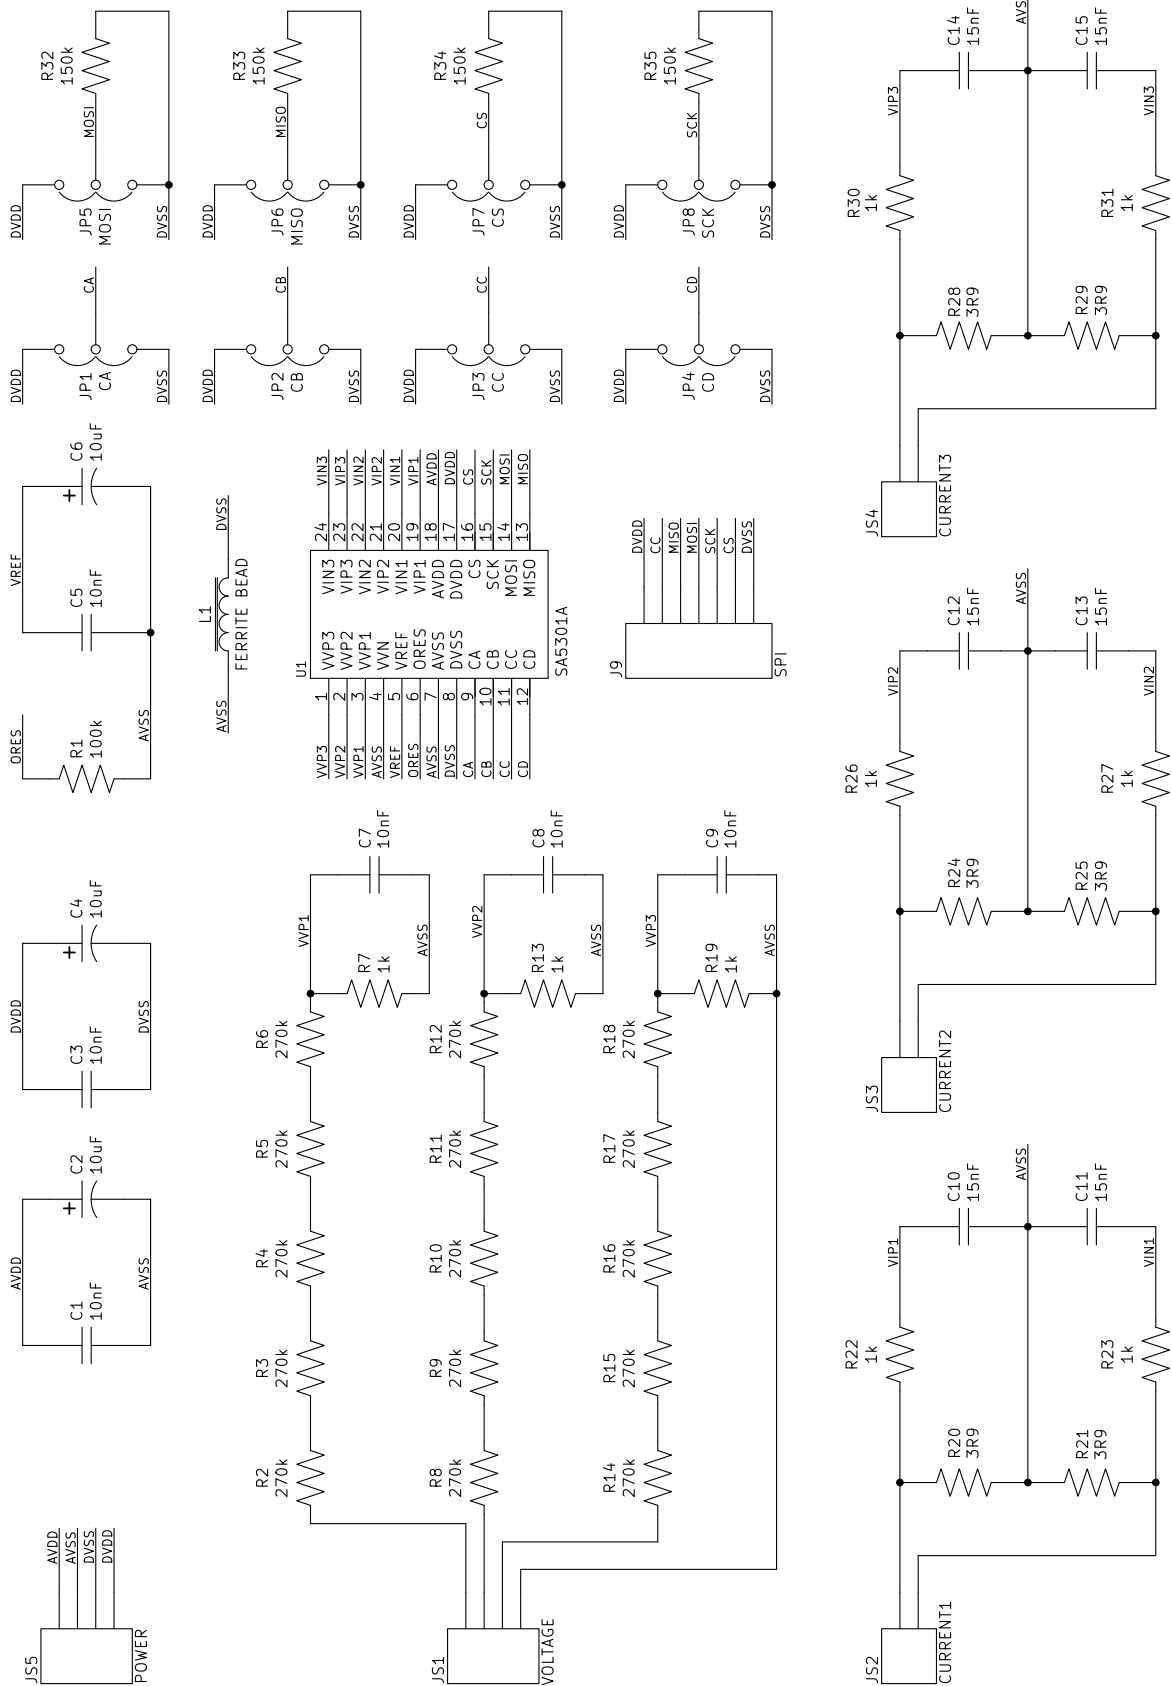 JS5
POWER
AVDD
AVSS
DVSS
DVDD
AVDD
C1
10nF
C2
10uF
+
AVSS
DVDD
C3
10nF
C4
10uF
+
DVSS
ORES
R1
100k
AVSS
VREF
C5
10nF
C6
10uF
+
AVSS
L1
FERRITE BEAD
DVSS
DVDD
JP1
CA
DVSS
CA
DVDD
JP5
MOSI
DVSS
MOSI
R32
150k
DVDD
JP2
CB
DVSS
CB
DVDD
JP6
MISO
DVSS
MISO
R33
150k
DVDD
JP3
CC
DVSS
CC
DVDD
JP7
CS
DVSS
CS
R34
150k
DVDD
JP4
CD
DVSS
CD
DVDD
JP8
SCK
DVSS
SCK
R35
150k
U1
VVP3 1 VVP3 VIN3 24 VIN3
VVP2 2 VVP2 VIP3 23 VIP3
VVP1 3 VVP1 VIN2 22 VIN2
AVSS 4 VVN VIP2 21 VIP2
VREF 5 VREF VIN1 20 VIN1
ORES 6 ORES VIP1 19 VIP1
AVSS 7 AVSS AVDD 18 AVDD
DVSS 8 DVSS DVDD 17 DVDD
CA 9 CA CS 16 CS
CB 10 CB SCK 15 SCK
CC 11 CC MOSI 14 MOSI
CD 12 CD MISO 13 MISO
SA5301A
J9
SPI
DVDD
CC
MISO
MOSI
SCK
CS
DVSS
JS1
VOLTAGE
R2
270k
R3
270k
R4
270k
R5
270k
R6
270k
VVP1
R7
1k
C7
10nF
AVSS
R8
270k
R9
270k
R10
270k
R11
270k
R12
270k
VVP2
R13
1k
C8
10nF
AVSS
R14
270k
R15
270k
R16
270k
R17
270k
R18
270k
VVP3
R19
1k
C9
10nF
AVSS
JS2
CURRENT1
R20
3R9
R21
3R9
R22
1k
R23
1k
VIP1
VIN1
C10
15nF
C11
15nF
AVSS
JS3
CURRENT2
R24
3R9
R25
3R9
R26
1k
R27
1k
VIP2
VIN2
C12
15nF
C13
15nF
AVSS
JS4
CURRENT3
R28
3R9
R29
3R9
R30
1k
R31
1k
VIP3
VIN3
C14
15nF
C15
15nF
AVS